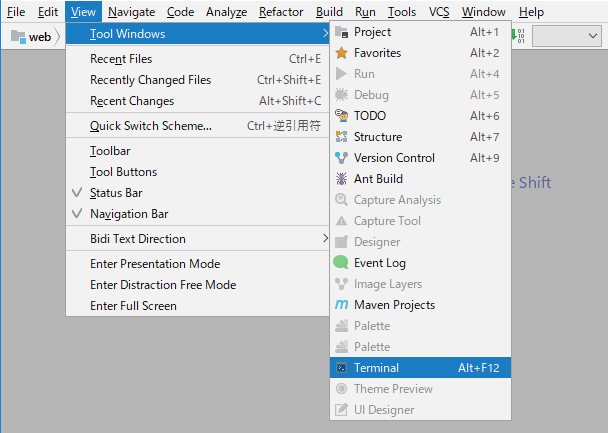 File Edit View Navigate Code Analyze Refactor Build Run Tools VCS Window Help
web
Tool Windows
Recent Files Ctrl+E
Recently Changed Files Ctrl+Shift+E
Recent Changes Alt+Shift+C
Quick Switch Scheme... Ctrl+逆引用符
Toolbar
Tool Buttons
Status Bar
Navigation Bar
Bidi Text Direction
Enter Presentation Mode
Enter Distraction Free Mode
Enter Full Screen
Project Alt+1
Favorites Alt+2
Run Alt+4
Debug Alt+5
TODO Alt+6
Structure Alt+7
Version Control Alt+9
Ant Build
Capture Analysis
Capture Tool
Designer
Event Log
Image Layers
Maven Projects
Palette
Palette
Terminal Alt+F12
Theme Preview
UI Designer
Shift